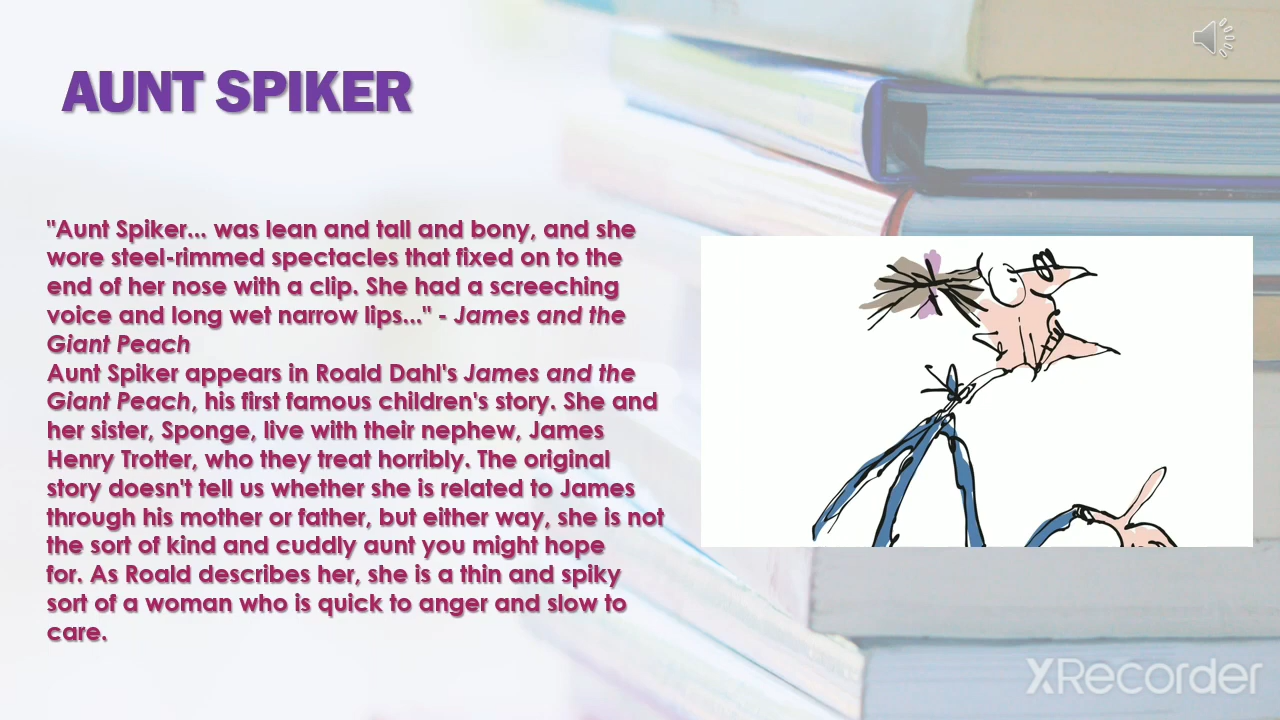 AUNT SPIKER
"Aunt Spiker... was lean and tall and bony, and she
wore steel-rimmed spectacles that fixed on to the
end of her nose with a clip. She had a screeching
voice and long wet narrow lips..." - James and the
Giant Peach
Aunt Spiker appears in Roald Dahl's James and the
Giant Peach, his first famous children's story. She and
her sister, Sponge, live with their nephew, James
Henry Trotter, who they treat horribly. The original
story doesn't tell us whether she is related to James
through his mother or father, but either way, she is not
the sort of kind and cuddly aunt you might hope
for. As Roald describes her, she is a thin and spiky
sort of a woman who is quick to anger and slow to
care.
XRecorder